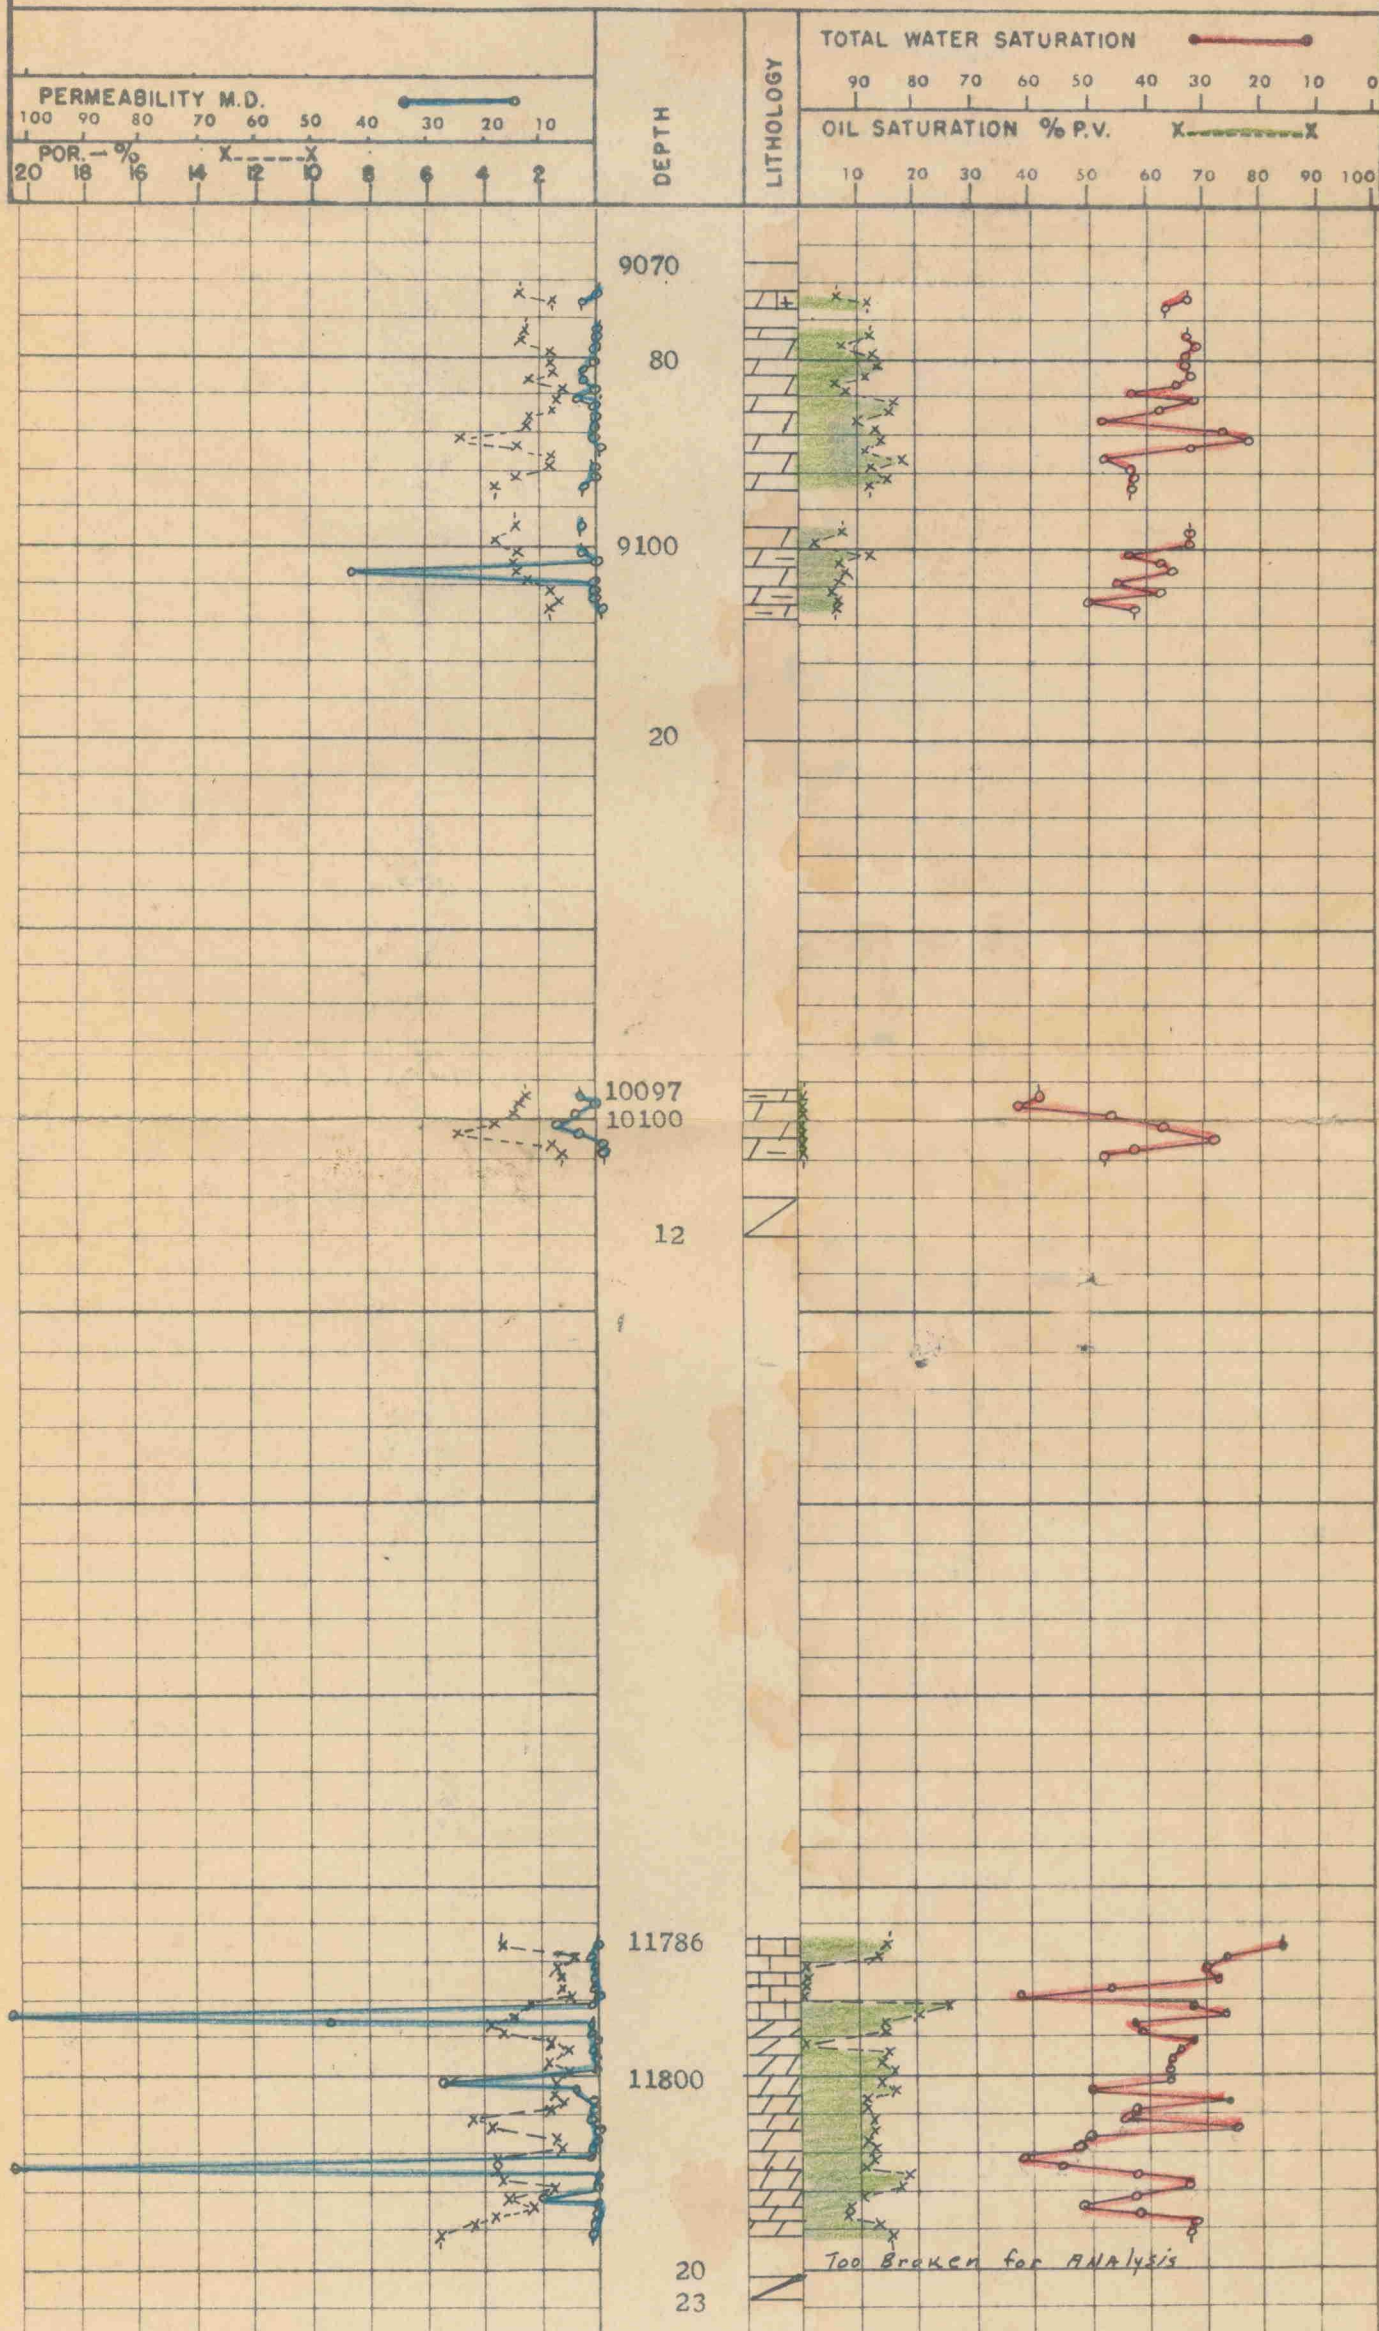 TOTAL WATER SATURATION
90 80 70 60 50 40 30 20 10 0
PERMEABILITY M.D.
100 90 80 70 60 50 40 30 20 10
OIL SATURATION % P.V. X-------X
POR.-% X-----X
20 18 16 14 12 10 8 6 4 2
10 20 30 40 50 60 70 80 90 100
DEPTH
LITHOLOGY
9070
80
9100
20
10097
10100
12
11786
11800
Too Broken for ANAlysis
20
23